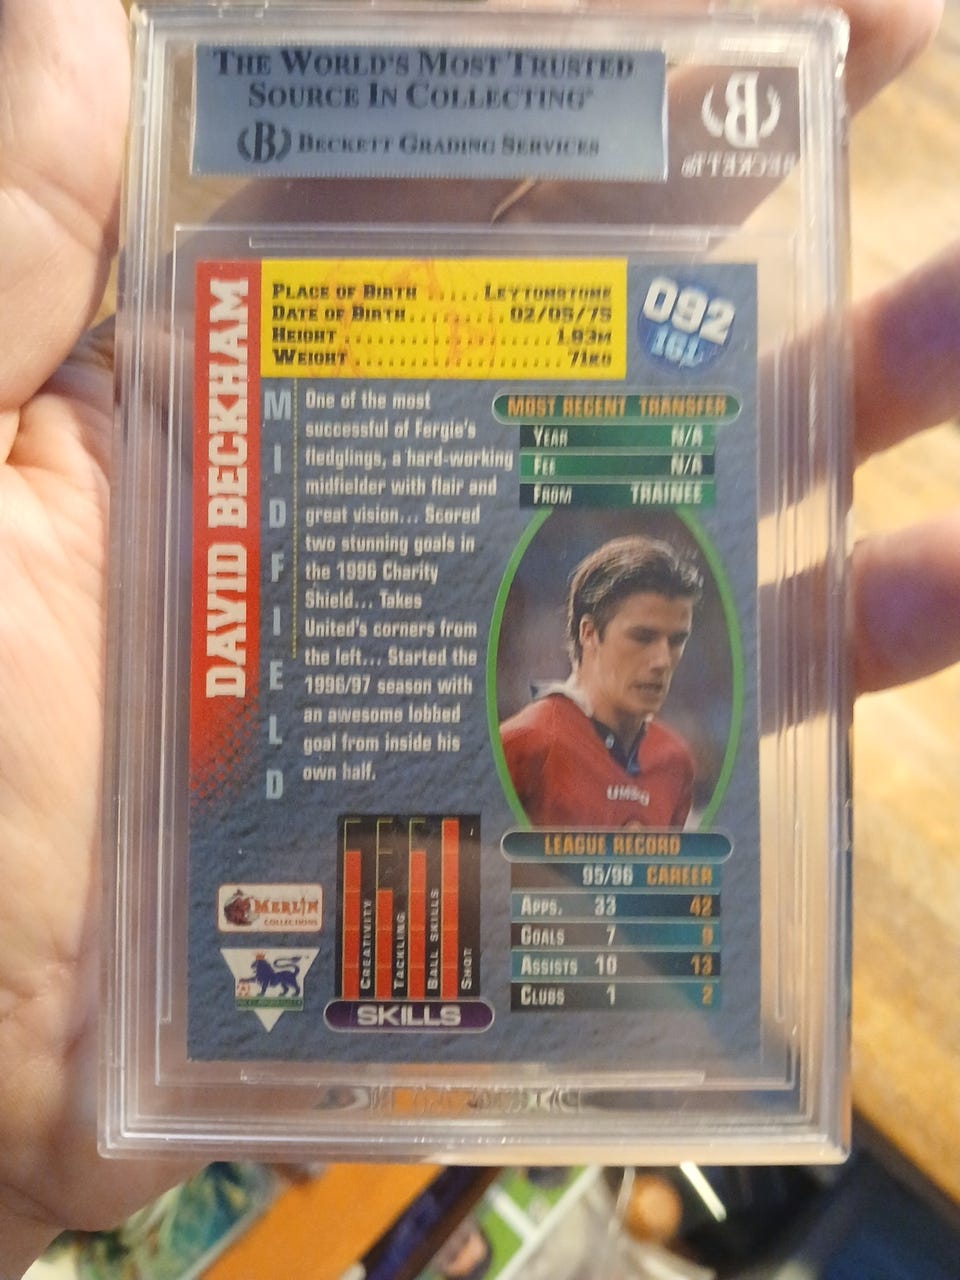 THE WORLD'S MOST TRUSTED
SOURCE IN COLLECTING®
B BECKETT GRADING SERVICES
B
BECKETT®
DAVID BECKHAM
PLACE OF BIRTH .... LEYTONSTONE
DATE OF BIRTH ......... 02/05/75
HEIGHT .................... 1.83M
WEIGHT .................... 71KG
092
MIDFIELD
One of the most
successful of Fergie's
fledglings, a hard-working
midfielder with flair and
great vision... Scored
two stunning goals in
the 1996 Charity
Shield... Takes
United's corners from
the left... Started the
1996/97 season with
an awesome lobbed
goal from inside his
own half.
MOST RECENT TRANSFER
YEAR N/A
FEE N/A
FROM TRAINEE
UMBRO
LEAGUE RECORD
95/96 CAREER
APPS. 33 42
GOALS 7 9
ASSISTS 10 13
CLUBS 1 2
MERLIN
COLLECTIONS
CREATIVITY
TACKLING
BALL SKILLS
SHOT
SKILLS